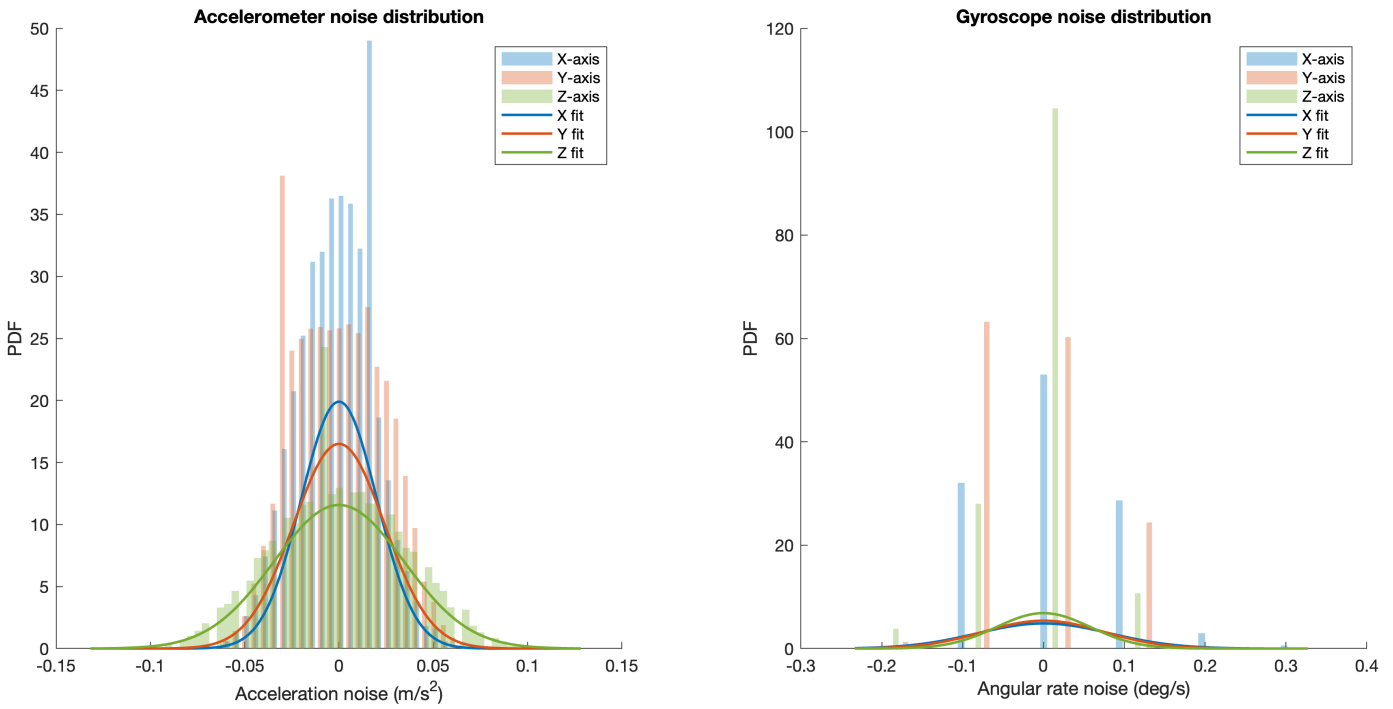 Accelerometer noise distribution
50
45
40
35
30
25
20
15
10
5
0
PDF
-0.15
-0.1
-0.05
0
0.05
0.1
0.15
Acceleration noise (m/s²)
X-axis
Y-axis
Z-axis
X fit
Y fit
Z fit
Gyroscope noise distribution
120
100
80
60
40
20
0
PDF
-0.3
-0.2
-0.1
0
0.1
0.2
0.3
0.4
Angular rate noise (deg/s)
X-axis
Y-axis
Z-axis
X fit
Y fit
Z fit